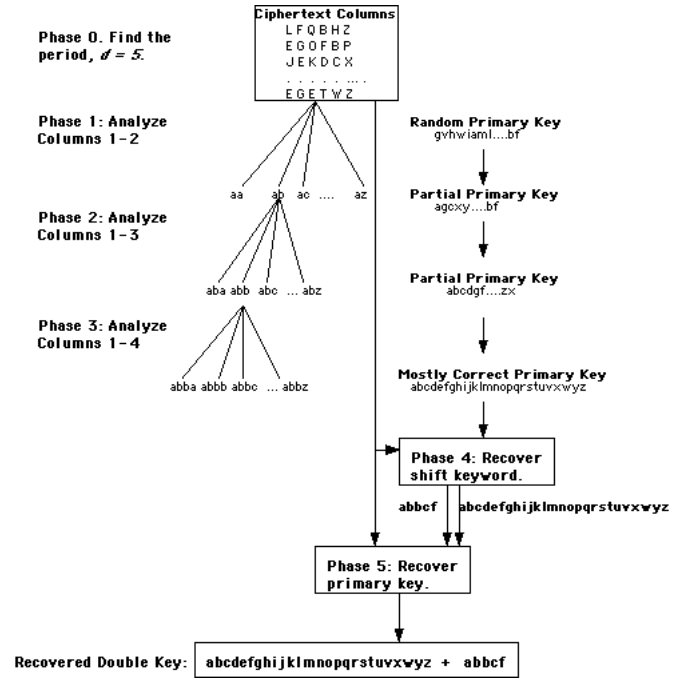 Ciphertext Columns
L F Q B H Z
E G O F B P
J E K D C X
. . . . . ... .
E G E T W Z
Phase 0. Find the
period, d = 5.
Phase 1: Analyze
Columns 1-2
Random Primary Key
gvhwiaml....bf
aa ab ac .... az
Partial Primary Key
agcxy....bf
Phase 2: Analyze
Columns 1-3
aba abb abc ... abz
Partial Primary Key
abcdgf....zx
Phase 3: Analyze
Columns 1-4
abba abbb abbc ... abbz
Mostly Correct Primary Key
abcdefghijklmnopqrstuvxwyz
Phase 4: Recover
shift keyword.
abbcf abcdefghijklmnopqrstuvxwyz
Phase 5: Recover
primary key.
Recovered Double Key: abcdefghijklmnopqrstuvxwyz + abbcf